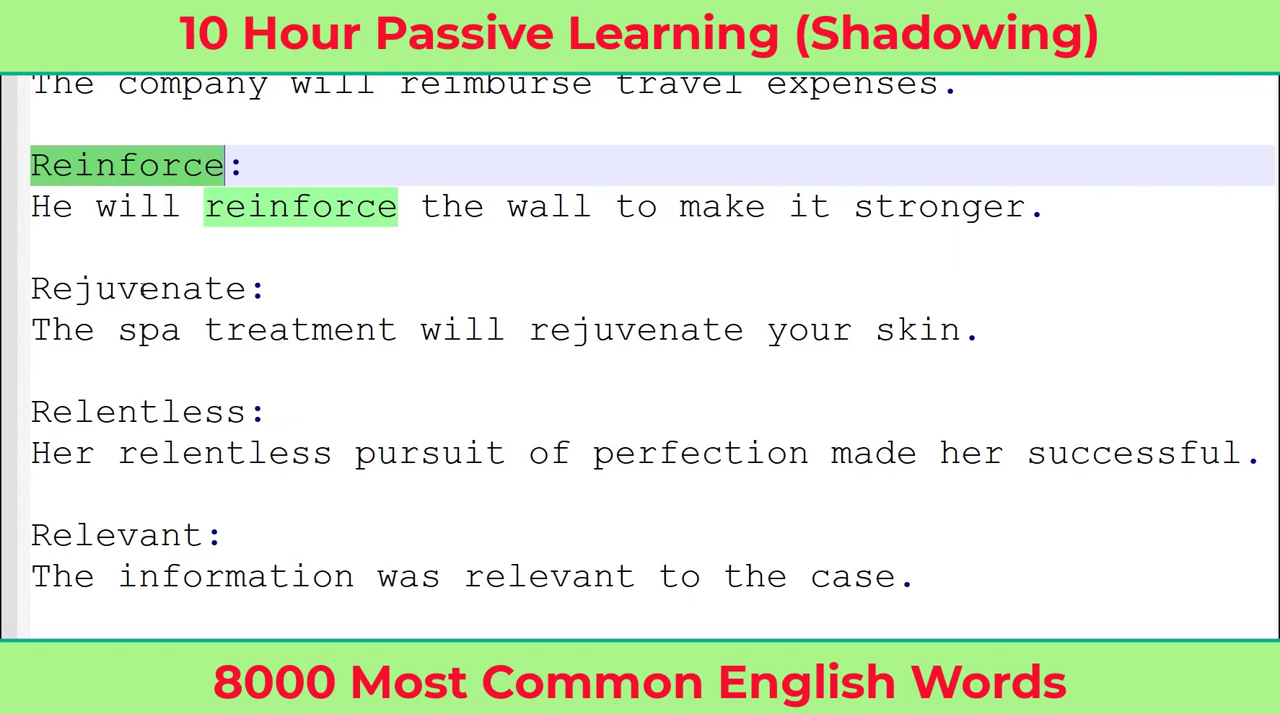 10 Hour Passive Learning (Shadowing)
The company will reimburse travel expenses.
Reinforce:
He will reinforce the wall to make it stronger.
Rejuvenate:
The spa treatment will rejuvenate your skin.
Relentless:
Her relentless pursuit of perfection made her successful.
Relevant:
The information was relevant to the case.
8000 Most Common English Words